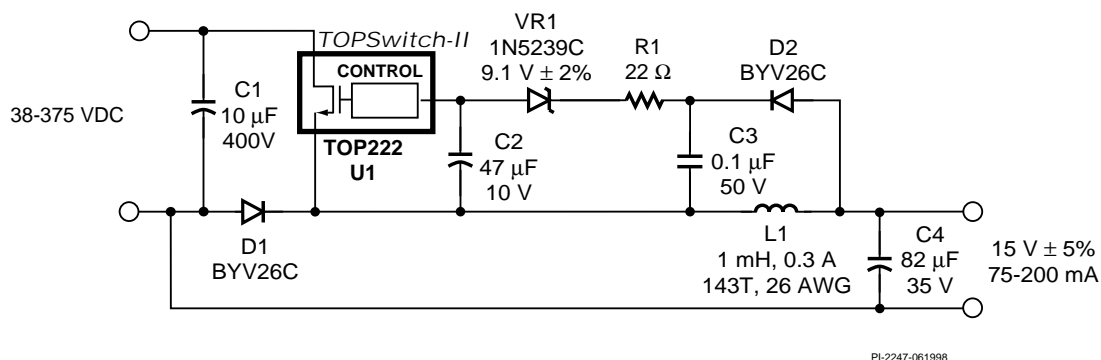 VR1
1N5239C
9.1 V ± 2%
R1
22 Ω
D2
BYV26C
TOPSwitch-II
CONTROL
TOP222
U1
38-375 VDC
C1
10 µF
400V
C2
47 µF
10 V
C3
0.1 µF
50 V
D1
BYV26C
L1
1 mH, 0.3 A
143T, 26 AWG
C4
82 µF
35 V
15 V ± 5%
75-200 mA
PI-2247-061998